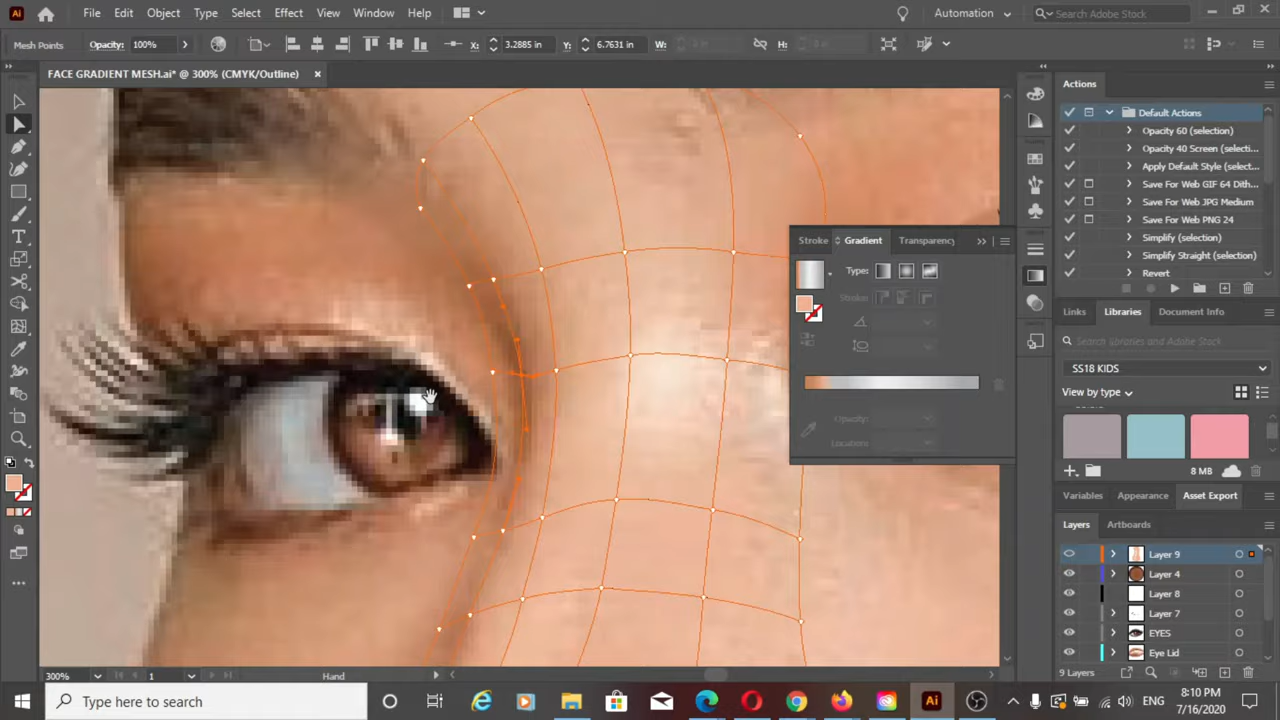 Ai
File Edit Object Type Select Effect View Window Help
Automation
Search Adobe Stock
Mesh Points
Opacity: 100%
X: 3.2885 in
Y: 6.7631 in
W:
H:
FACE GRADIENT MESH.ai* @ 300% (CMYK/Outline)
Stroke Gradient Transparency
Type:
Stroke:
Opacity:
Location:
Actions
Default Actions
Opacity 60 (selection)
Opacity 40 Screen (selecti...
Apply Default Style (select...
Save For Web GIF 64 Dith...
Save For Web JPG Medium
Save For Web PNG 24
Simplify (selection)
Simplify Straight (selection)
Revert
Links Libraries Document Info
Search Libraries
SS18 KIDS
View by type
8 MB
Variables Appearance Asset Export
Layers Artboards
Layer 9
Layer 4
Layer 8
Layer 7
EYES
Eye Lid
9 Layers
300% 1 Hand
Type here to search
Ai
ENG
8:10 PM
7/16/2020